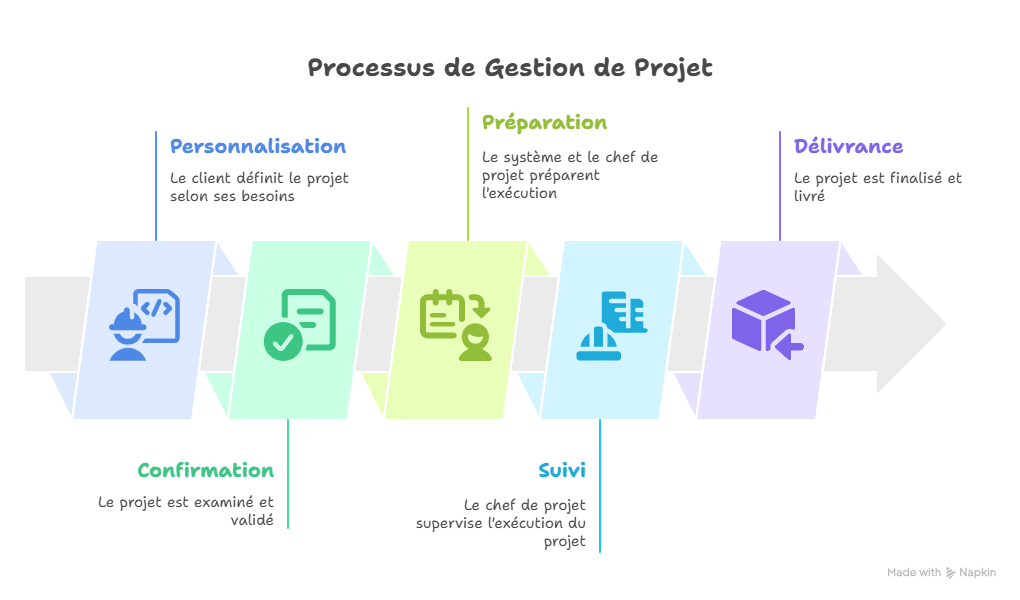 Processus de Gestion de Projet
Personnalisation
Le client définit le projet
selon ses besoins
Préparation
Le système et le chef de
projet préparent
l'exécution
Délivrance
Le projet est finalisé et
livré
</>
Confirmation
Le projet est examiné et
validé
Suivi
Le chef de projet
supervise l'exécution du
projet
Made with Napkin